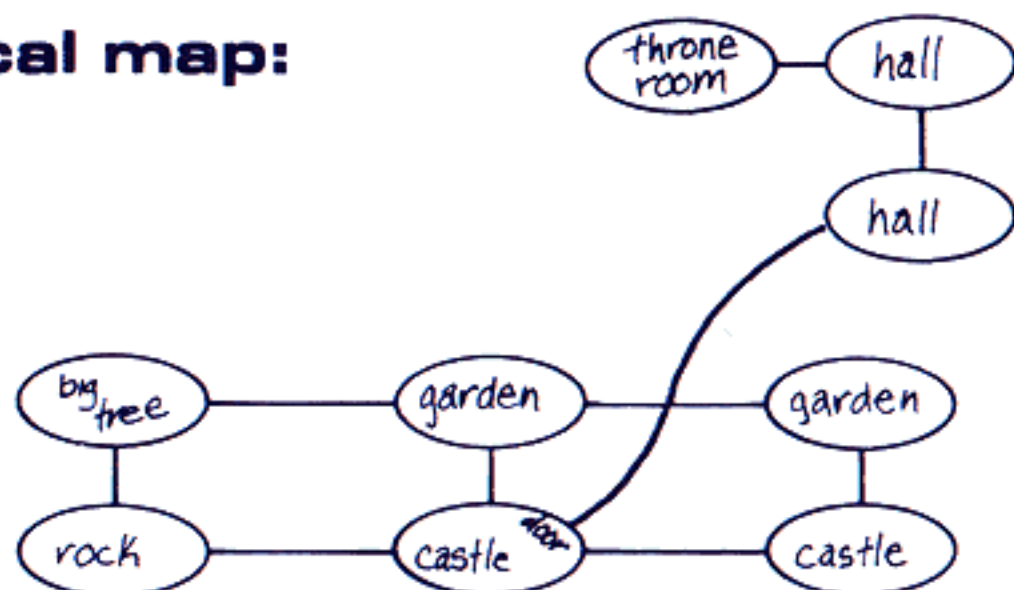 cal map:
throne
room
hall
hall
big
tree
garden
garden
rock
door
castle
castle